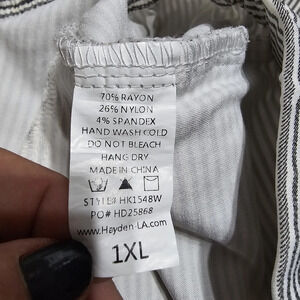 70% RAYON
26% NYLON
4% SPANDEX
HAND WASH COLD
DO NOT BLEACH
HANG DRY
MADE IN CHINA
STYLE# HK1548W
PO# HD25868
www.Hayden-LA.com
1XL